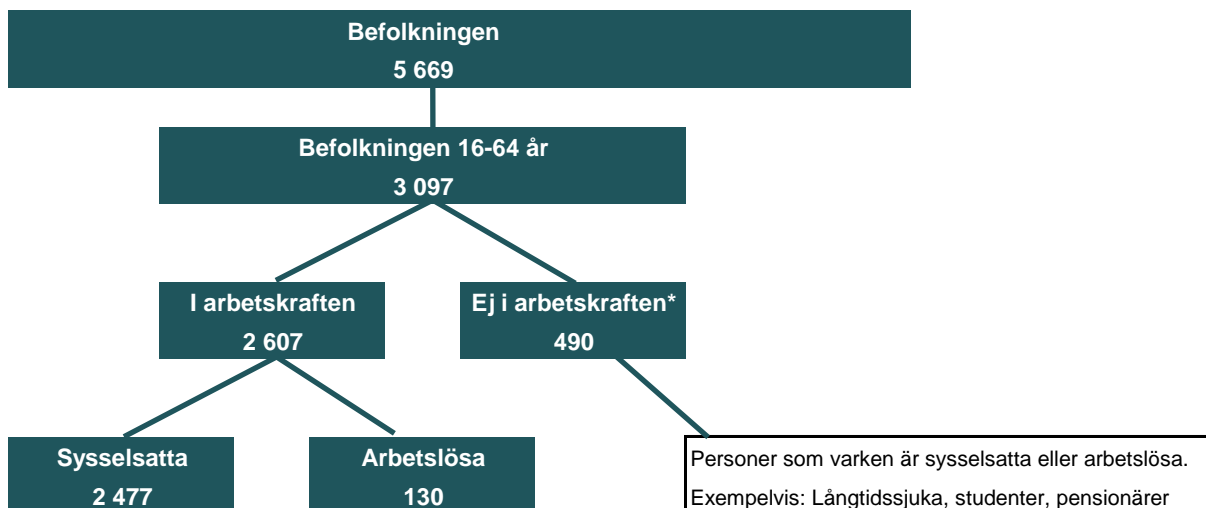 Befolkningen
5 669
Befolkningen 16-64 år
3 097
I arbetskraften
2 607
Ej i arbetskraften*
490
Sysselsatta
2 477
Arbetslösa
130
Personer som varken är sysselsatta eller arbetslösa.
Exempelvis: Långtidssjuka, studenter, pensionärer